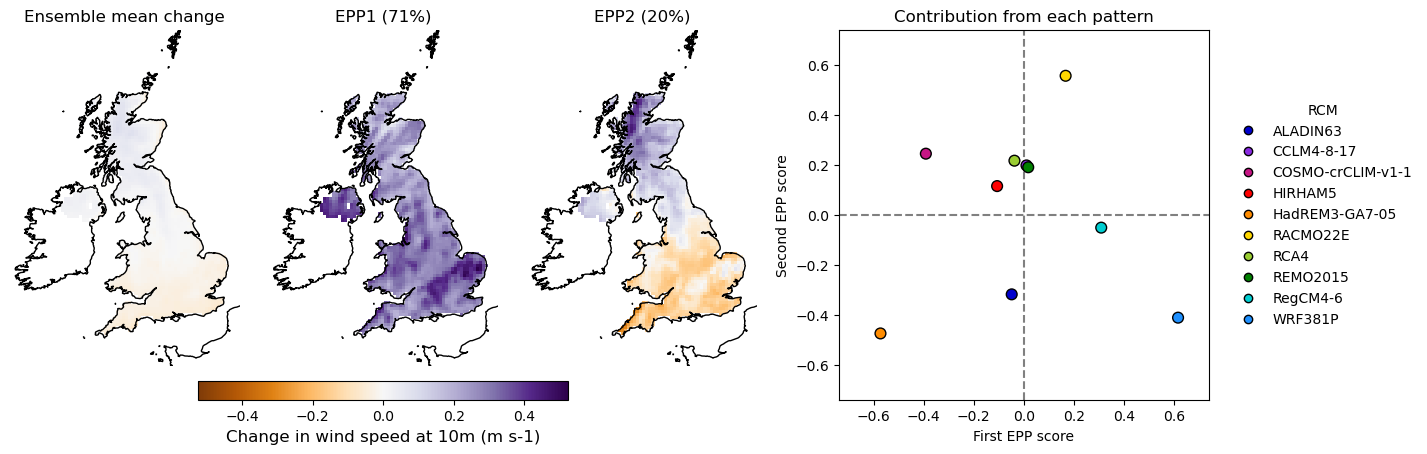 Ensemble mean change
EPP1 (71%)
EPP2 (20%)
Contribution from each pattern
0.6
0.4
0.2
0.0
−0.2
−0.4
−0.6
Second EPP score
−0.6
−0.4
−0.2
0.0
0.2
0.4
0.6
First EPP score
RCM
ALADIN63
CCLM4-8-17
COSMO-crCLIM-v1-1
HIRHAM5
HadREM3-GA7-05
RACMO22E
RCA4
REMO2015
RegCM4-6
WRF381P
−0.4
−0.2
0.0
0.2
0.4
Change in wind speed at 10m (m s-1)